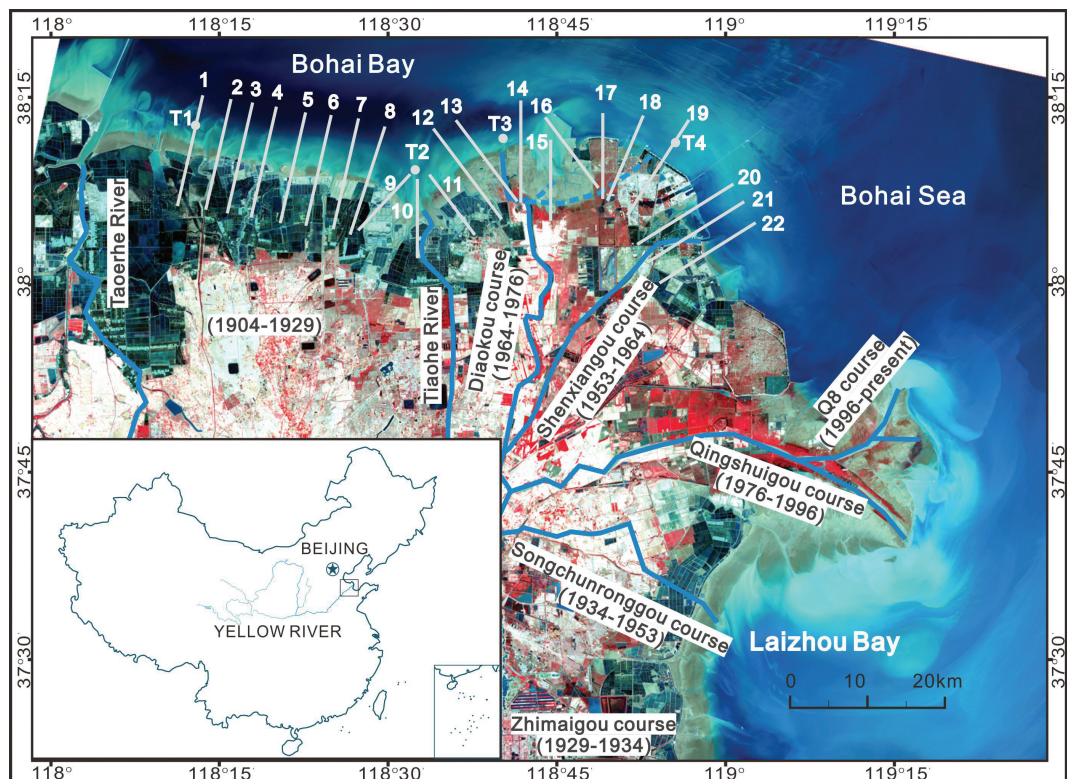 118°
118°15′
118°30′
118°45′
119°
119°15′
38°15′
38°15′
Bohai Bay
1
2
3
4
5
6
7
8
9
10
11
12
13
14
15
16
17
18
19
20
21
22
T1
T2
T3
T4
Bohai Sea
Taoerhe River
(1904-1929)
Tiaohe River
Diaokou course
(1964-1976)
Shenxiangou course
(1953-1964)
38°
38°
Q8 course
(1996-present)
Qingshuigou course
(1976-1996)
37°45′
37°45′
Songchunronggou course
(1934-1953)
BEIJING
YELLOW RIVER
Laizhou Bay
37°30′
37°30′
0 10 20km
Zhimaigou course
(1929-1934)
118°
118°15′
118°30′
118°45′
119°
119°15′